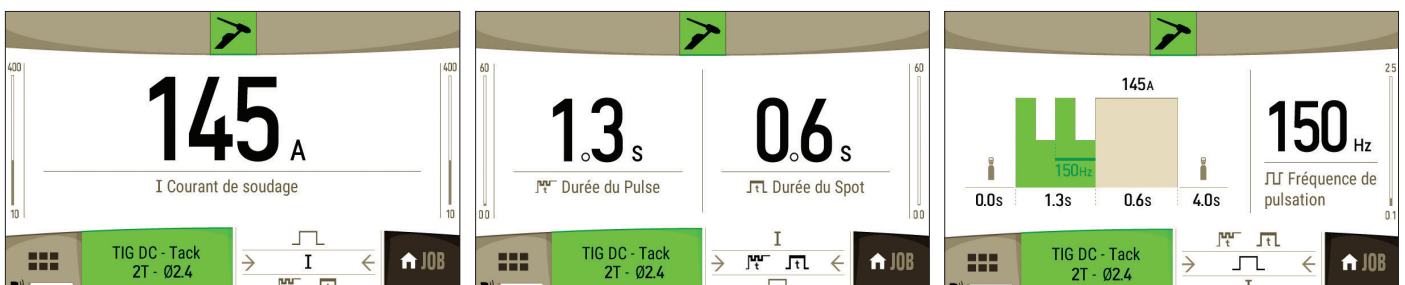 400
400
145 A
I Courant de soudage
10
10
TIG DC - Tack
2T - Ø2.4
I
JOB
60
60
1.3 s
0.6 s
t Durée du Pulse
t Durée du Spot
0.0
0.0
I
TIG DC - Tack
2T - Ø2.4
t t
JOB
145A
150Hz
0.0s 1.3s 0.6s 4.0s
150 Hz
Fréquence de
pulsation
0.1
t t
TIG DC - Tack
2T - Ø2.4
JOB